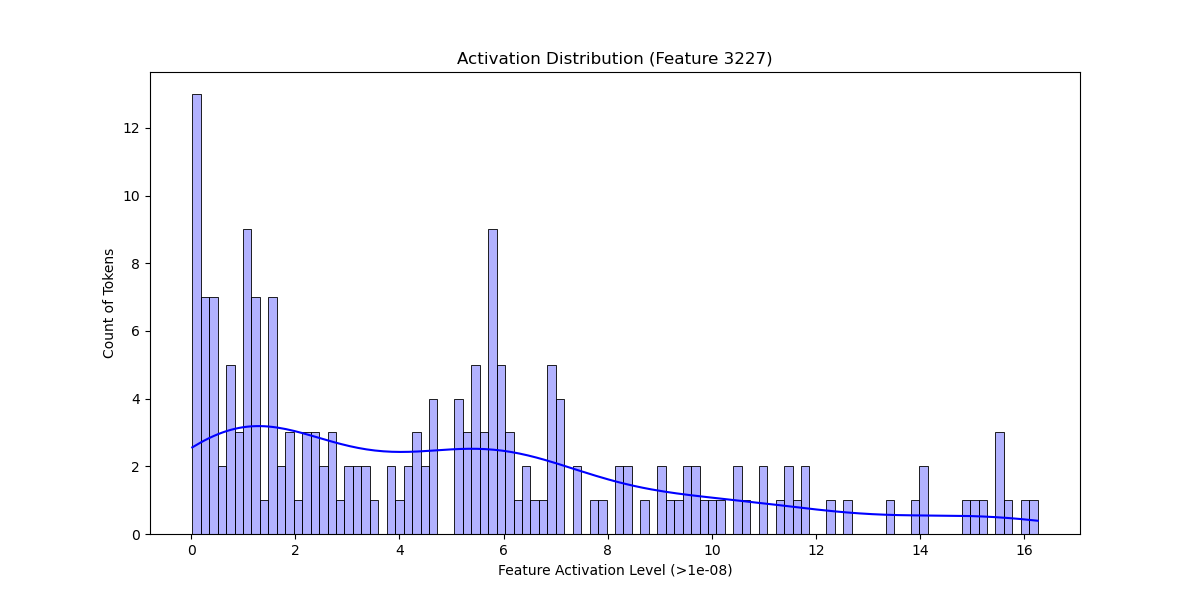 Activation Distribution (Feature 3227)
Count of Tokens
12
10
8
6
4
2
0
0 2 4 6 8 10 12 14 16
Feature Activation Level (>1e-08)